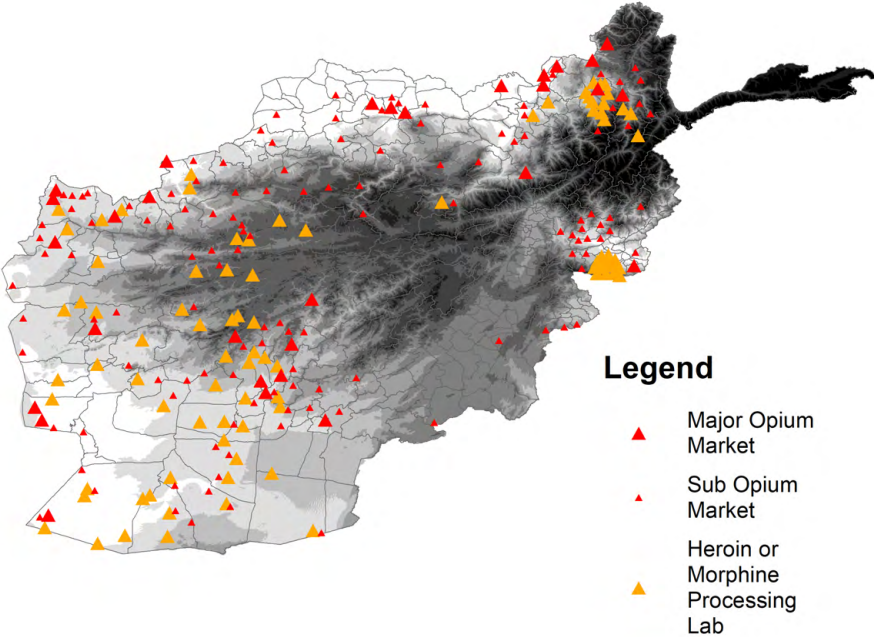 Legend
Major Opium
Market
Sub Opium
Market
Heroin or
Morphine
Processing
Lab